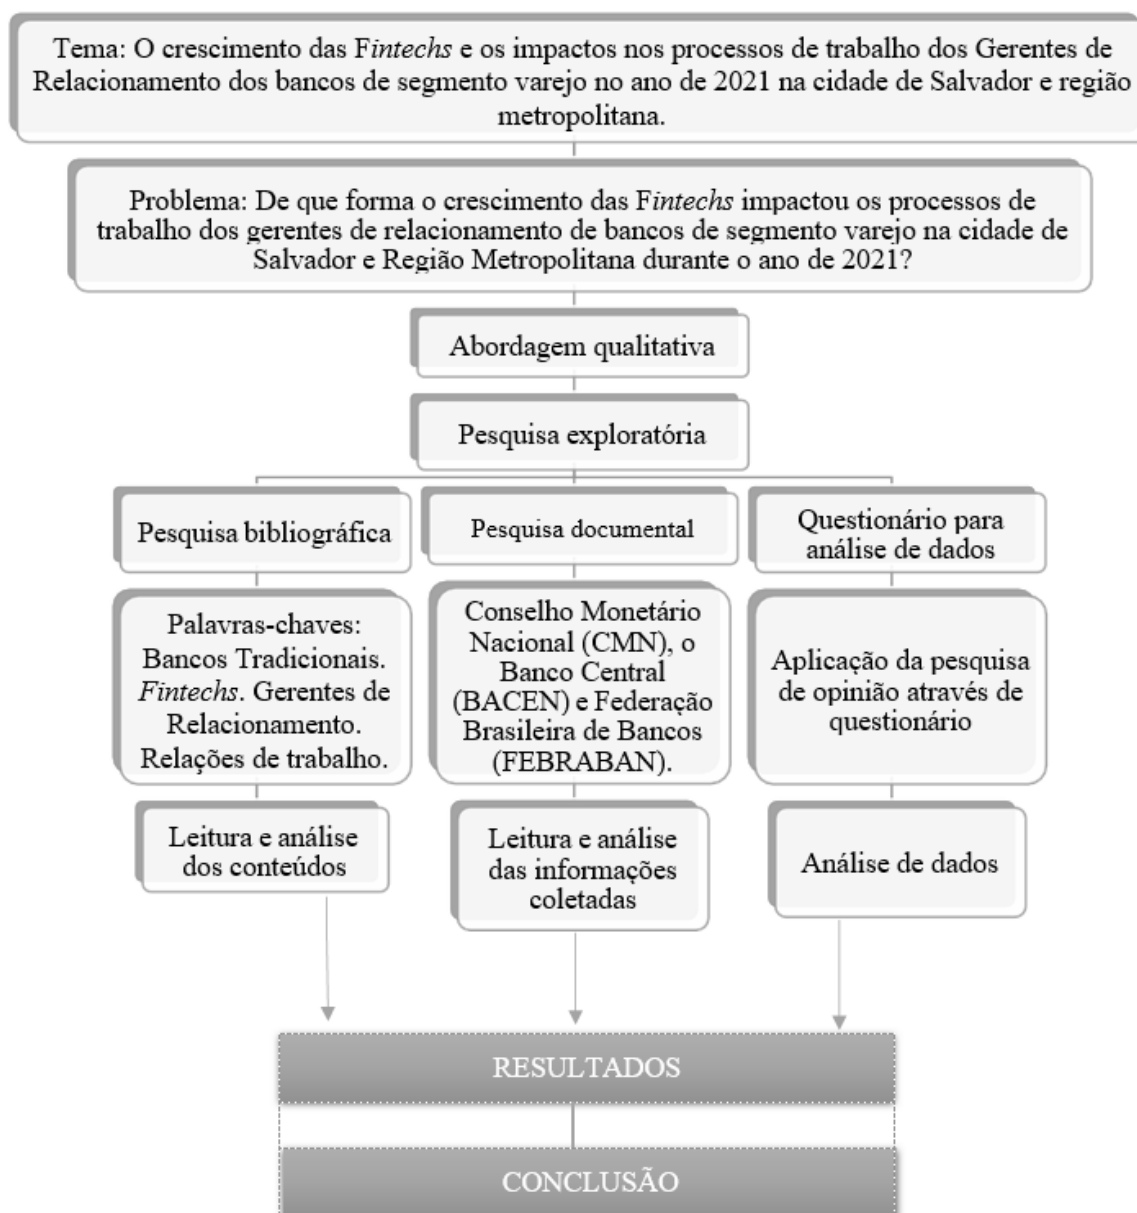 Tema: O crescimento das Fintechs e os impactos nos processos de trabalho dos Gerentes de
Relacionamento dos bancos de segmento varejo no ano de 2021 na cidade de Salvador e região
metropolitana.
Problema: De que forma o crescimento das Fintechs impactou os processos de
trabalho dos gerentes de relacionamento de bancos de segmento varejo na cidade de
Salvador e Região Metropolitana durante o ano de 2021?
Abordagem qualitativa
Pesquisa exploratória
Pesquisa bibliográfica
Pesquisa documental
Questionário para
análise de dados
Palavras-chaves:
Bancos Tradicionais.
Fintechs. Gerentes de
Relacionamento.
Relações de trabalho.
Conselho Monetário
Nacional (CMN), o
Banco Central
(BACEN) e Federação
Brasileira de Bancos
(FEBRABAN).
Aplicação da pesquisa
de opinião através de
questionário
Leitura e análise
dos conteúdos
Leitura e análise
das informações
coletadas
Análise de dados
RESULTADOS
CONCLUSÃO